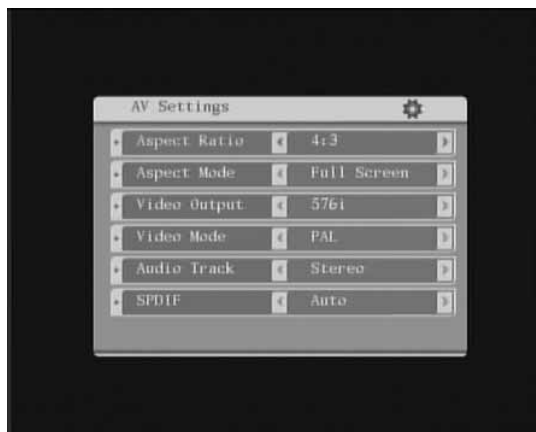 AV Settings
Aspect Ratio 4:3
Aspect Mode Full Screen
Video Output 576i
Video Mode PAL
Audio Track Stereo
SPDIF Auto